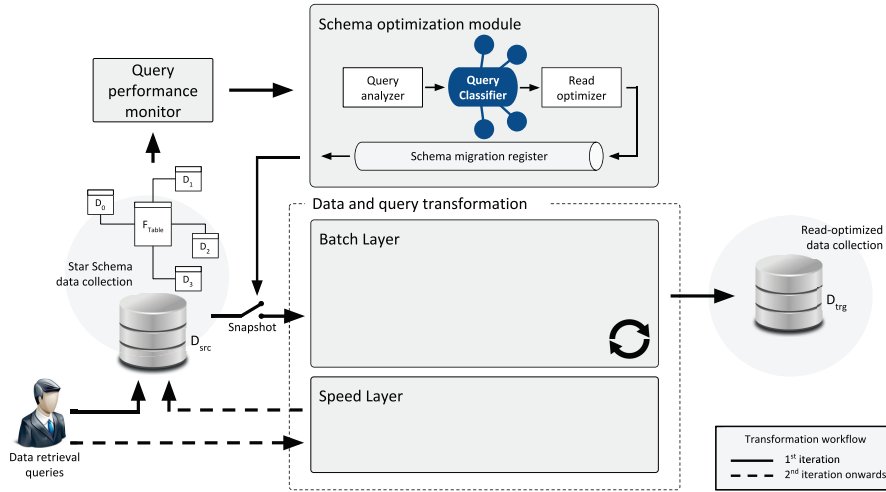 Schema optimization module
Query
performance
monitor
Query
analyzer
Query
Classifier
Read
optimizer
Schema migration register
D1
D0
FTable
D2
D3
Star Schema
data collection
Dsrc
Snapshot
Data and query transformation
Batch Layer
Speed Layer
Read-optimized
data collection
Dtrg
Data retrieval
queries
Transformation workflow
1st iteration
2nd iteration onwards